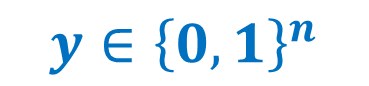 y ∈ {0, 1}ⁿ